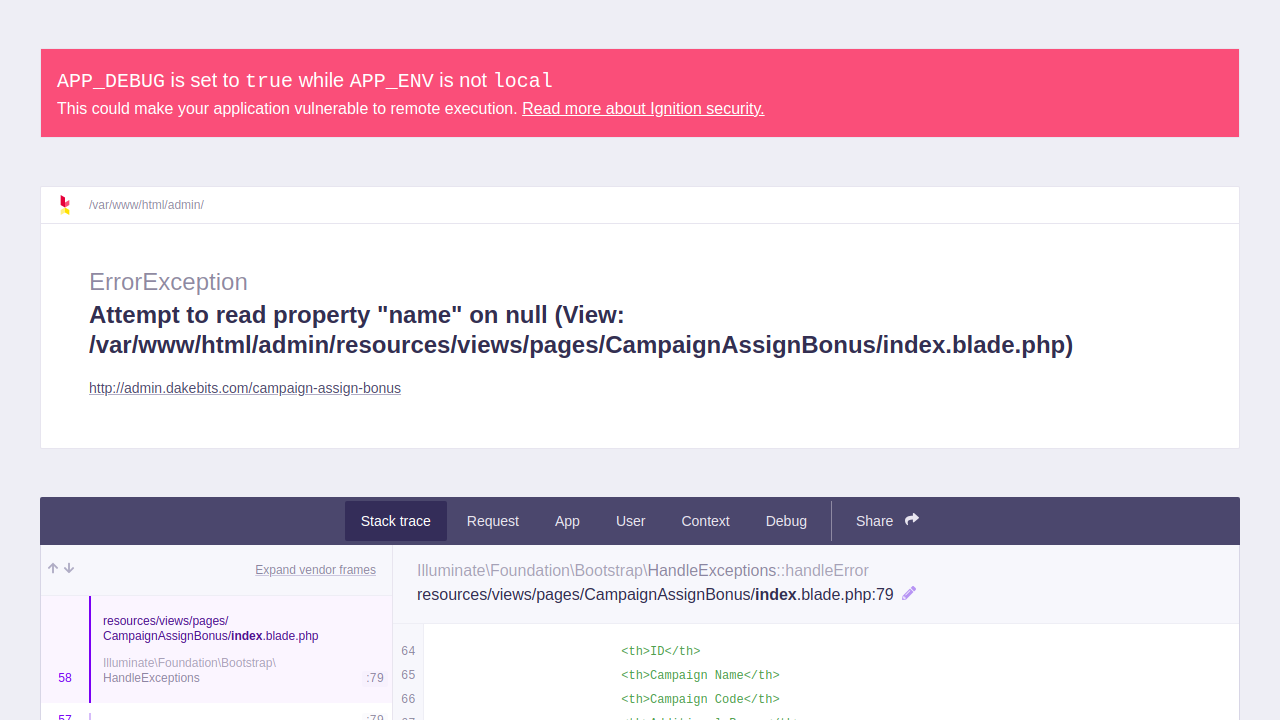 APP_DEBUG is set to true while APP_ENV is not local
This could make your application vulnerable to remote execution. Read more about Ignition security.
/var/www/html/admin/
ErrorException
Attempt to read property "name" on null (View:
/var/www/html/admin/resources/views/pages/CampaignAssignBonus/index.blade.php)
http://admin.dakebits.com/campaign-assign-bonus
Stack trace
Request
App
User
Context
Debug
Share
Expand vendor frames
resources/views/pages/
CampaignAssignBonus/index.blade.php
Illuminate\Foundation\Bootstrap\
58 HandleExceptions :79
57 :79
Illuminate\Foundation\Bootstrap\HandleExceptions::handleError
resources/views/pages/CampaignAssignBonus/index.blade.php:79
64 <th>ID</th>
65 <th>Campaign Name</th>
66 <th>Campaign Code</th>